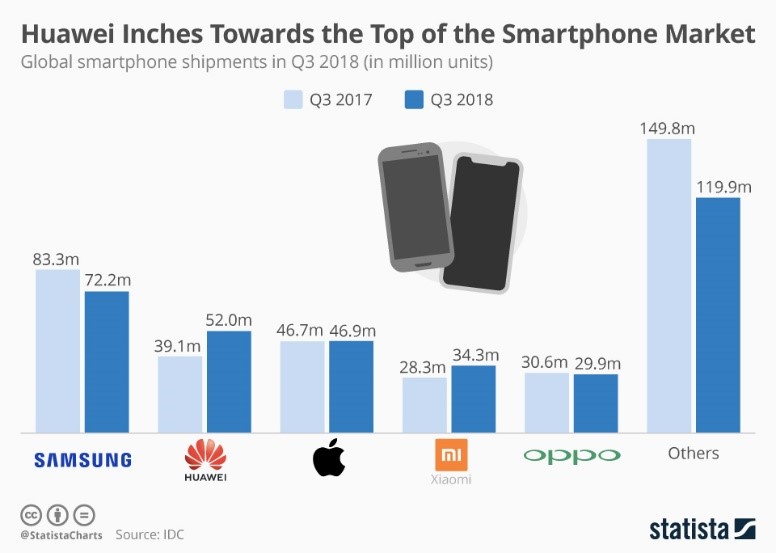 Huawei Inches Towards the Top of the Smartphone Market
Global smartphone shipments in Q3 2018 (in million units)
Q3 2017 Q3 2018
149.8m
119.9m
83.3m
72.2m
52.0m
39.1m
46.7m 46.9m
28.3m
34.3m
30.6m 29.9m
SAMSUNG
HUAWEI
mi
Xiaomi
oppo
Others
cc
@StatistaCharts Source: IDC
statista